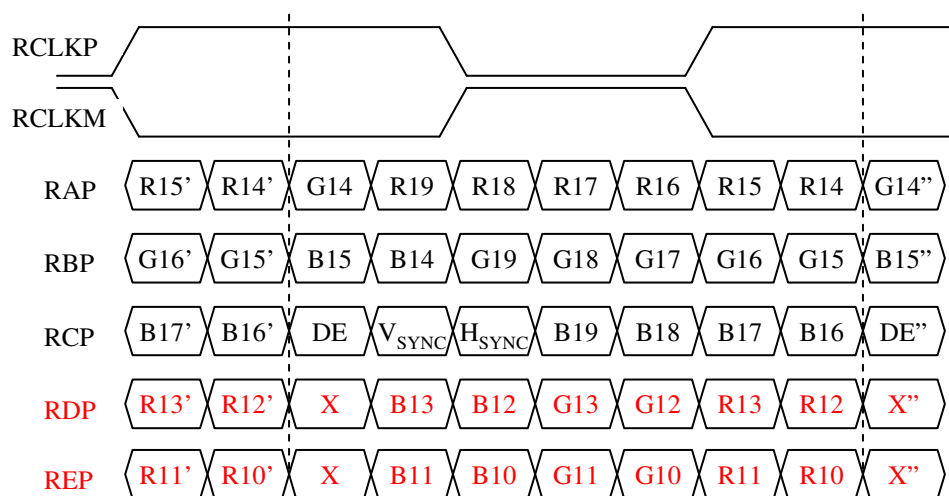 RCLKP
RCLKM
RAP R15’ R14’ G14 R19 R18 R17 R16 R15 R14 G14”
RBP G16’ G15’ B15 B14 G19 G18 G17 G16 G15 B15”
RCP B17’ B16’ DE VSYNC HSYNC B19 B18 B17 B16 DE”
RDP R13’ R12’ X B13 B12 G13 G12 R13 R12 X”
REP R11’ R10’ X B11 B10 G11 G10 R11 R10 X”